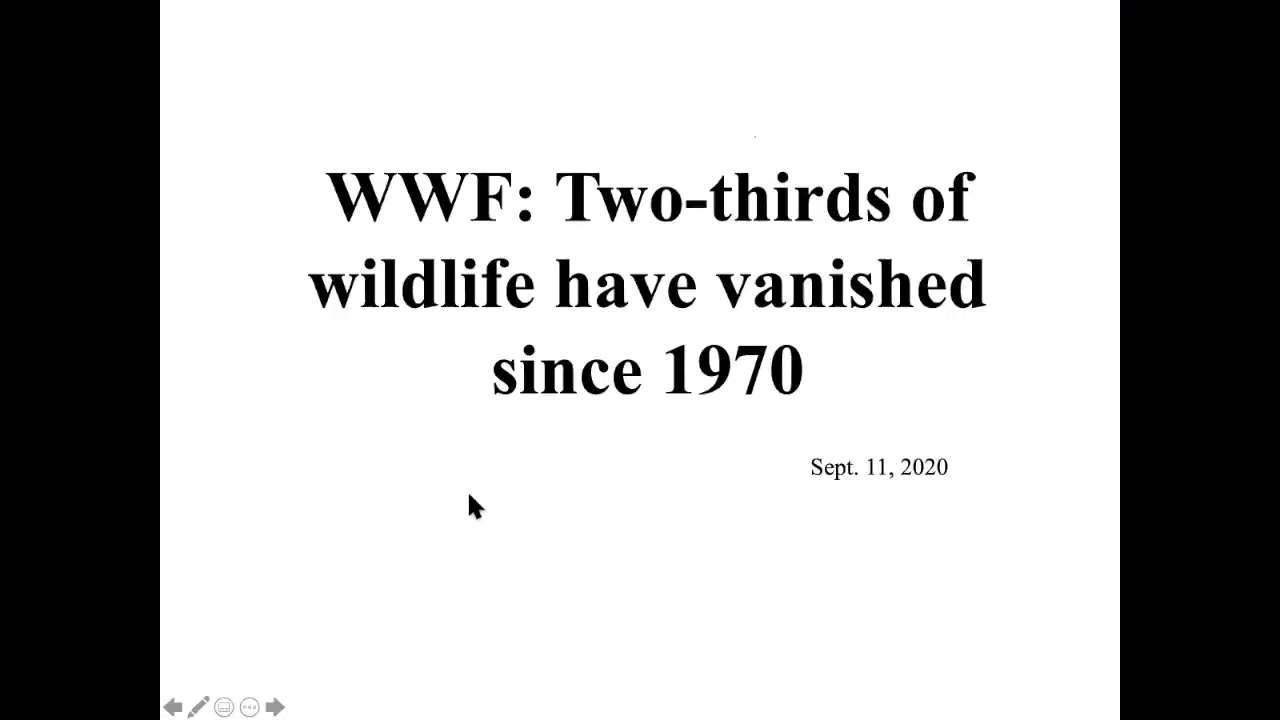 WWF: Two-thirds of
wildlife have vanished
since 1970
Sept. 11, 2020